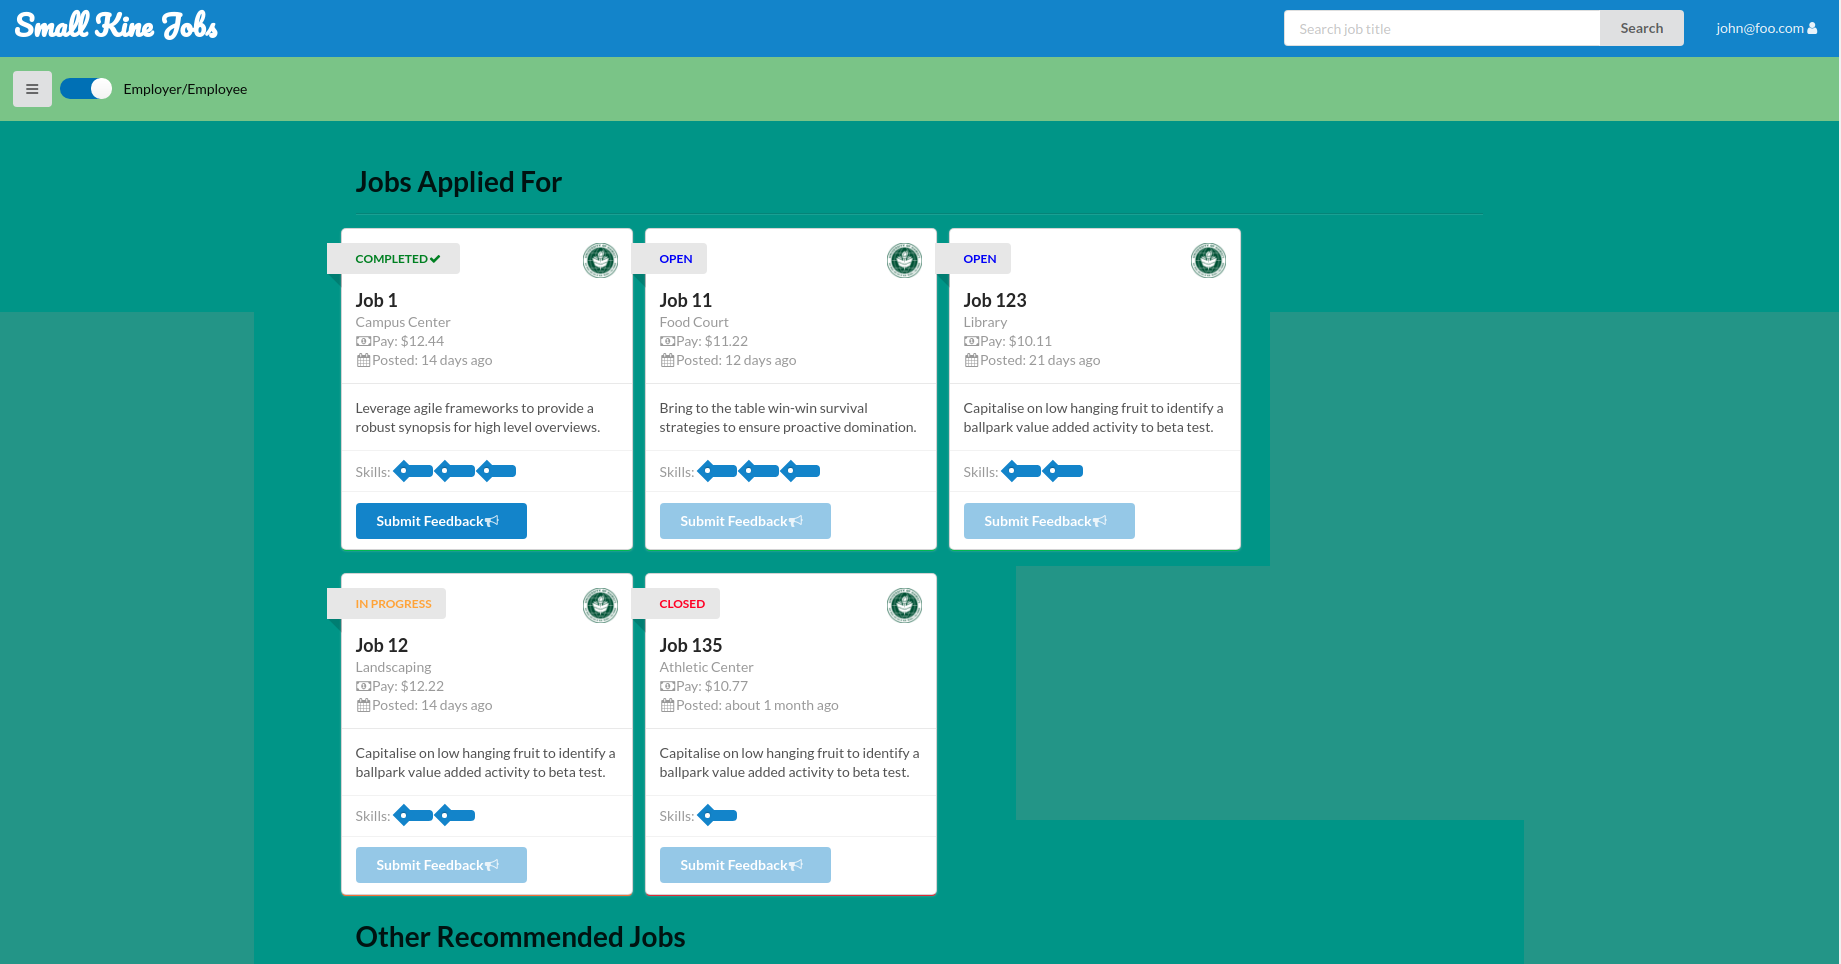 Small Kine Jobs
Search job title
Search
john@foo.com
Employer/Employee
Jobs Applied For
COMPLETED
Job 1
Campus Center
Pay: $12.44
Posted: 14 days ago
Leverage agile frameworks to provide a
robust synopsis for high level overviews.
Skills:
Submit Feedback
OPEN
Job 11
Food Court
Pay: $11.22
Posted: 12 days ago
Bring to the table win-win survival
strategies to ensure proactive domination.
Skills:
Submit Feedback
OPEN
Job 123
Library
Pay: $10.11
Posted: 21 days ago
Capitalise on low hanging fruit to identify a
ballpark value added activity to beta test.
Skills:
Submit Feedback
IN PROGRESS
Job 12
Landscaping
Pay: $12.22
Posted: 14 days ago
Capitalise on low hanging fruit to identify a
ballpark value added activity to beta test.
Skills:
Submit Feedback
CLOSED
Job 135
Athletic Center
Pay: $10.77
Posted: about 1 month ago
Capitalise on low hanging fruit to identify a
ballpark value added activity to beta test.
Skills:
Submit Feedback
Other Recommended Jobs